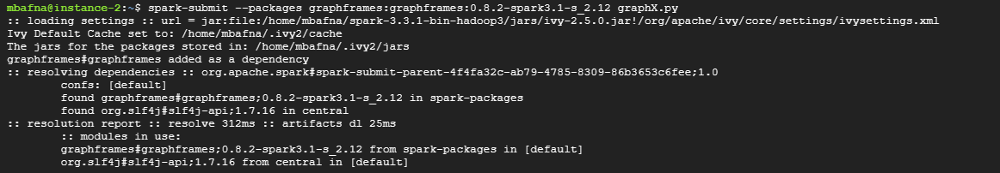 mbafna@instance-2:~$ spark-submit --packages graphframes:graphframes:0.8.2-spark3.1-s_2.12 graphX.py
:: loading settings :: url = jar:file:/home/mbafna/spark-3.3.1-bin-hadoop3/jars/ivy-2.5.0.jar!/org/apache/ivy/core/settings/ivysettings.xml
Ivy Default Cache set to: /home/mbafna/.ivy2/cache
The jars for the packages stored in: /home/mbafna/.ivy2/jars
graphframes#graphframes added as a dependency
:: resolving dependencies :: org.apache.spark#spark-submit-parent-4f4fa32c-ab79-4785-8309-86b3653c6fee;1.0
confs: [default]
found graphframes#graphframes;0.8.2-spark3.1-s_2.12 in spark-packages
found org.slf4j#slf4j-api;1.7.16 in central
:: resolution report :: resolve 312ms :: artifacts dl 25ms
:: modules in use:
graphframes#graphframes;0.8.2-spark3.1-s_2.12 from spark-packages in [default]
org.slf4j#slf4j-api;1.7.16 from central in [default]